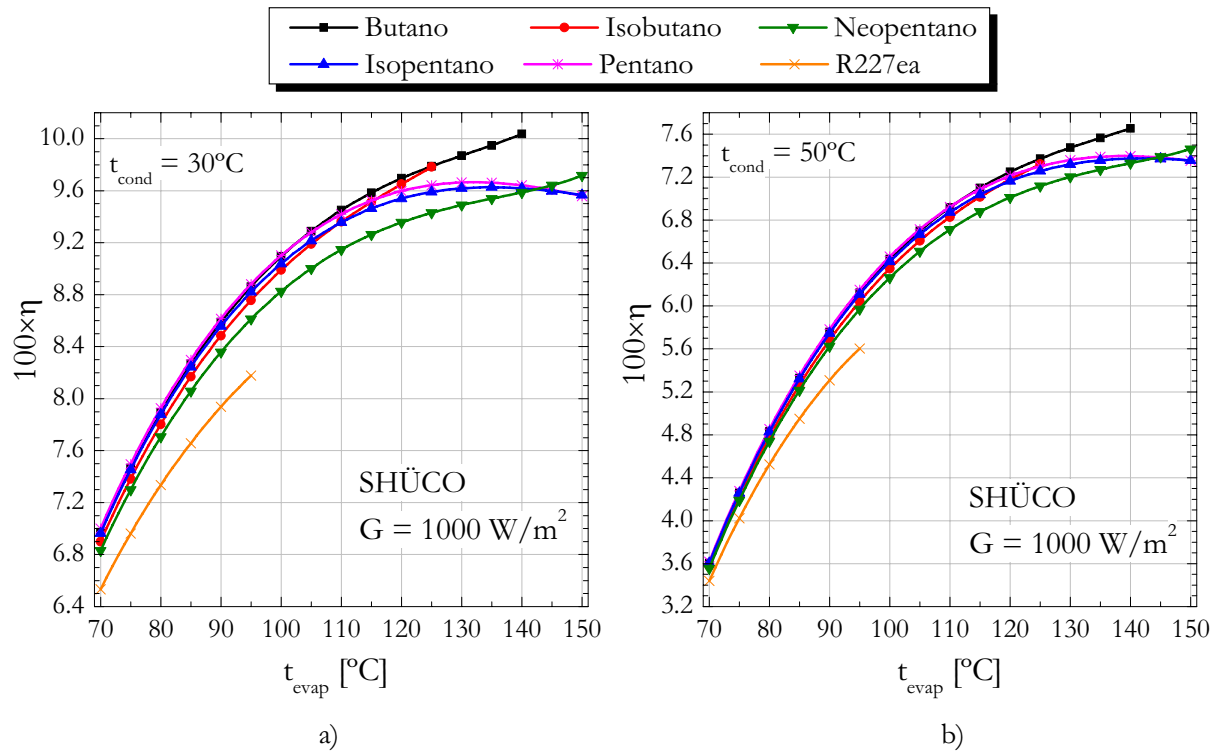 Butano Isobutano Neopentano
Isopentano Pentano R227ea
10.0
9.6
9.2
8.8
8.4
8.0
7.6
7.2
6.8
6.4
100×η
t_cond = 30ºC
SHÜCO
G = 1000 W/m²
70 80 90 100 110 120 130 140 150
t_evap [ºC]
a)
7.6
7.2
6.8
6.4
6.0
5.6
5.2
4.8
4.4
4.0
3.6
3.2
100×η
t_cond = 50ºC
SHÜCO
G = 1000 W/m²
70 80 90 100 110 120 130 140 150
t_evap [ºC]
b)